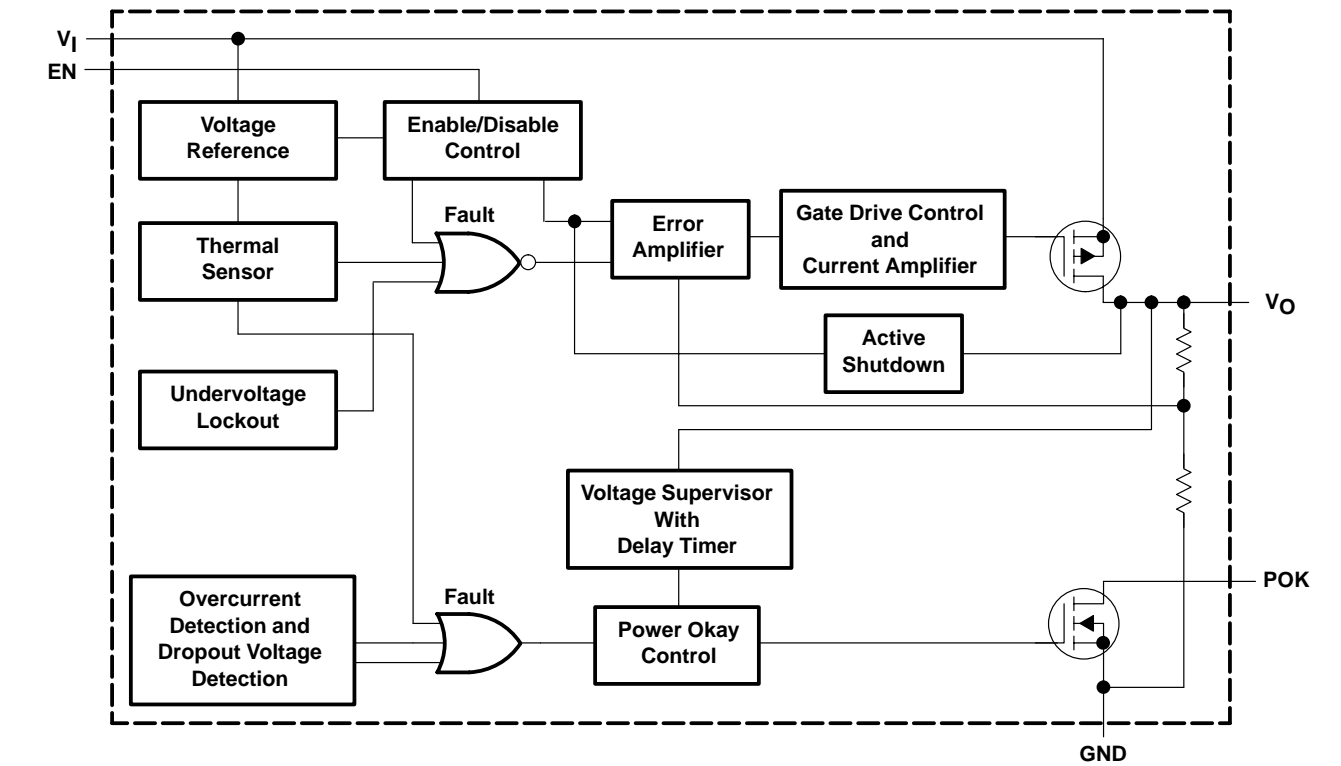 VI
EN
Voltage
Reference
Enable/Disable
Control
Fault
Thermal
Sensor
Error
Amplifier
Gate Drive Control
and
Current Amplifier
VO
Active
Shutdown
Undervoltage
Lockout
Voltage Supervisor
With
Delay Timer
POK
Overcurrent
Detection and
Dropout Voltage
Detection
Fault
Power Okay
Control
GND